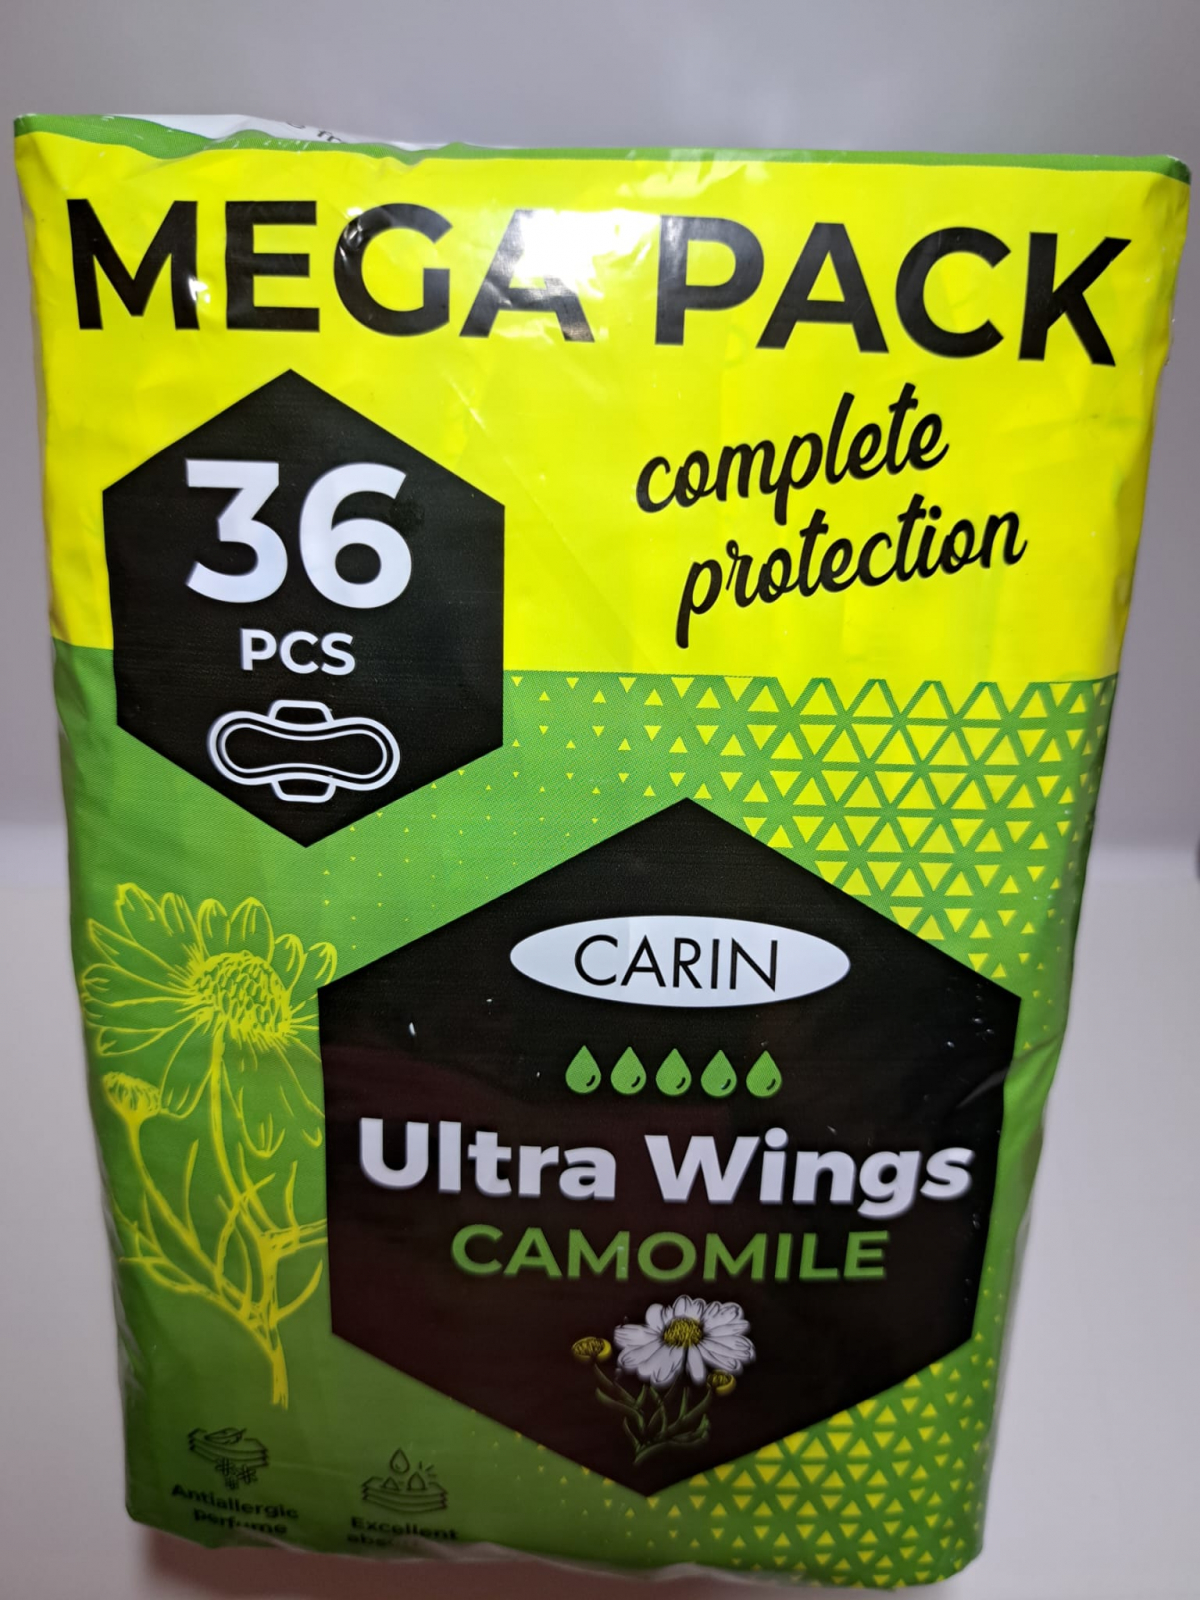 MEGA PACK
complete
protection
36
PCS
CARIN
Ultra Wings
CAMOMILE
Antiallergic
perfume
Excellent